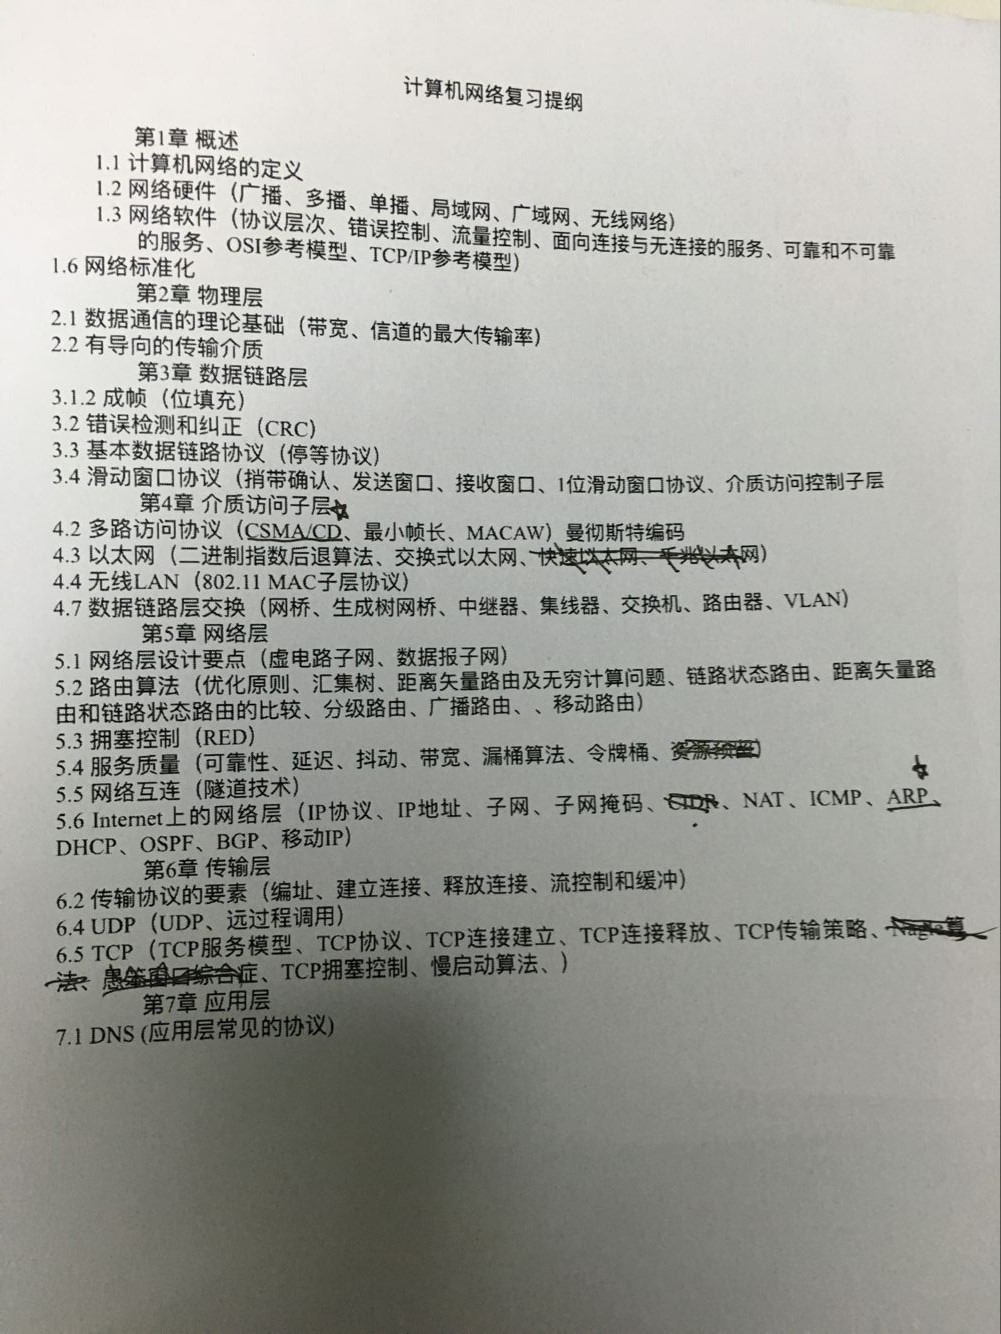 计算机网络复习提纲
第1章 概述
1.1 计算机网络的定义
1.2 网络硬件（广播、多播、单播、局域网、广域网、无线网络）
1.3 网络软件（协议层次、错误控制、流量控制、面向连接与无连接的服务、可靠和不可靠
的服务、OSI参考模型、TCP/IP参考模型）
1.6 网络标准化
第2章 物理层
2.1 数据通信的理论基础（带宽、信道的最大传输率）
2.2 有导向的传输介质
第3章 数据链路层
3.1.2 成帧（位填充）
3.2 错误检测和纠正（CRC）
3.3 基本数据链路协议（停等协议）
3.4 滑动窗口协议（捎带确认、发送窗口、接收窗口、1位滑动窗口协议、介质访问控制子层
第4章 介质访问子层
4.2 多路访问协议（CSMA/CD、最小帧长、MACAW）曼彻斯特编码
4.3 以太网（二进制指数后退算法、交换式以太网、快速以太网、千兆以太网）
4.4 无线LAN（802.11 MAC子层协议）
4.7 数据链路层交换（网桥、生成树网桥、中继器、集线器、交换机、路由器、VLAN）
第5章 网络层
5.1 网络层设计要点（虚电路子网、数据报子网）
5.2 路由算法（优化原则、汇集树、距离矢量路由及无穷计算问题、链路状态路由、距离矢量路
由和链路状态路由的比较、分级路由、广播路由、、移动路由）
5.3 拥塞控制（RED）
5.4 服务质量（可靠性、延迟、抖动、带宽、漏桶算法、令牌桶、资源预留）
5.5 网络互连（隧道技术）
5.6 Internet上的网络层（IP协议、IP地址、子网、子网掩码、CIDR、NAT、ICMP、ARP、
DHCP、OSPF、BGP、移动IP）
第6章 传输层
6.2 传输协议的要素（编址、建立连接、释放连接、流控制和缓冲）
6.4 UDP（UDP、远过程调用）
6.5 TCP（TCP服务模型、TCP协议、TCP连接建立、TCP连接释放、TCP传输策略、Nagle算
法、愚笨窗口综合症、TCP拥塞控制、慢启动算法、）
第7章 应用层
7.1 DNS (应用层常见的协议)